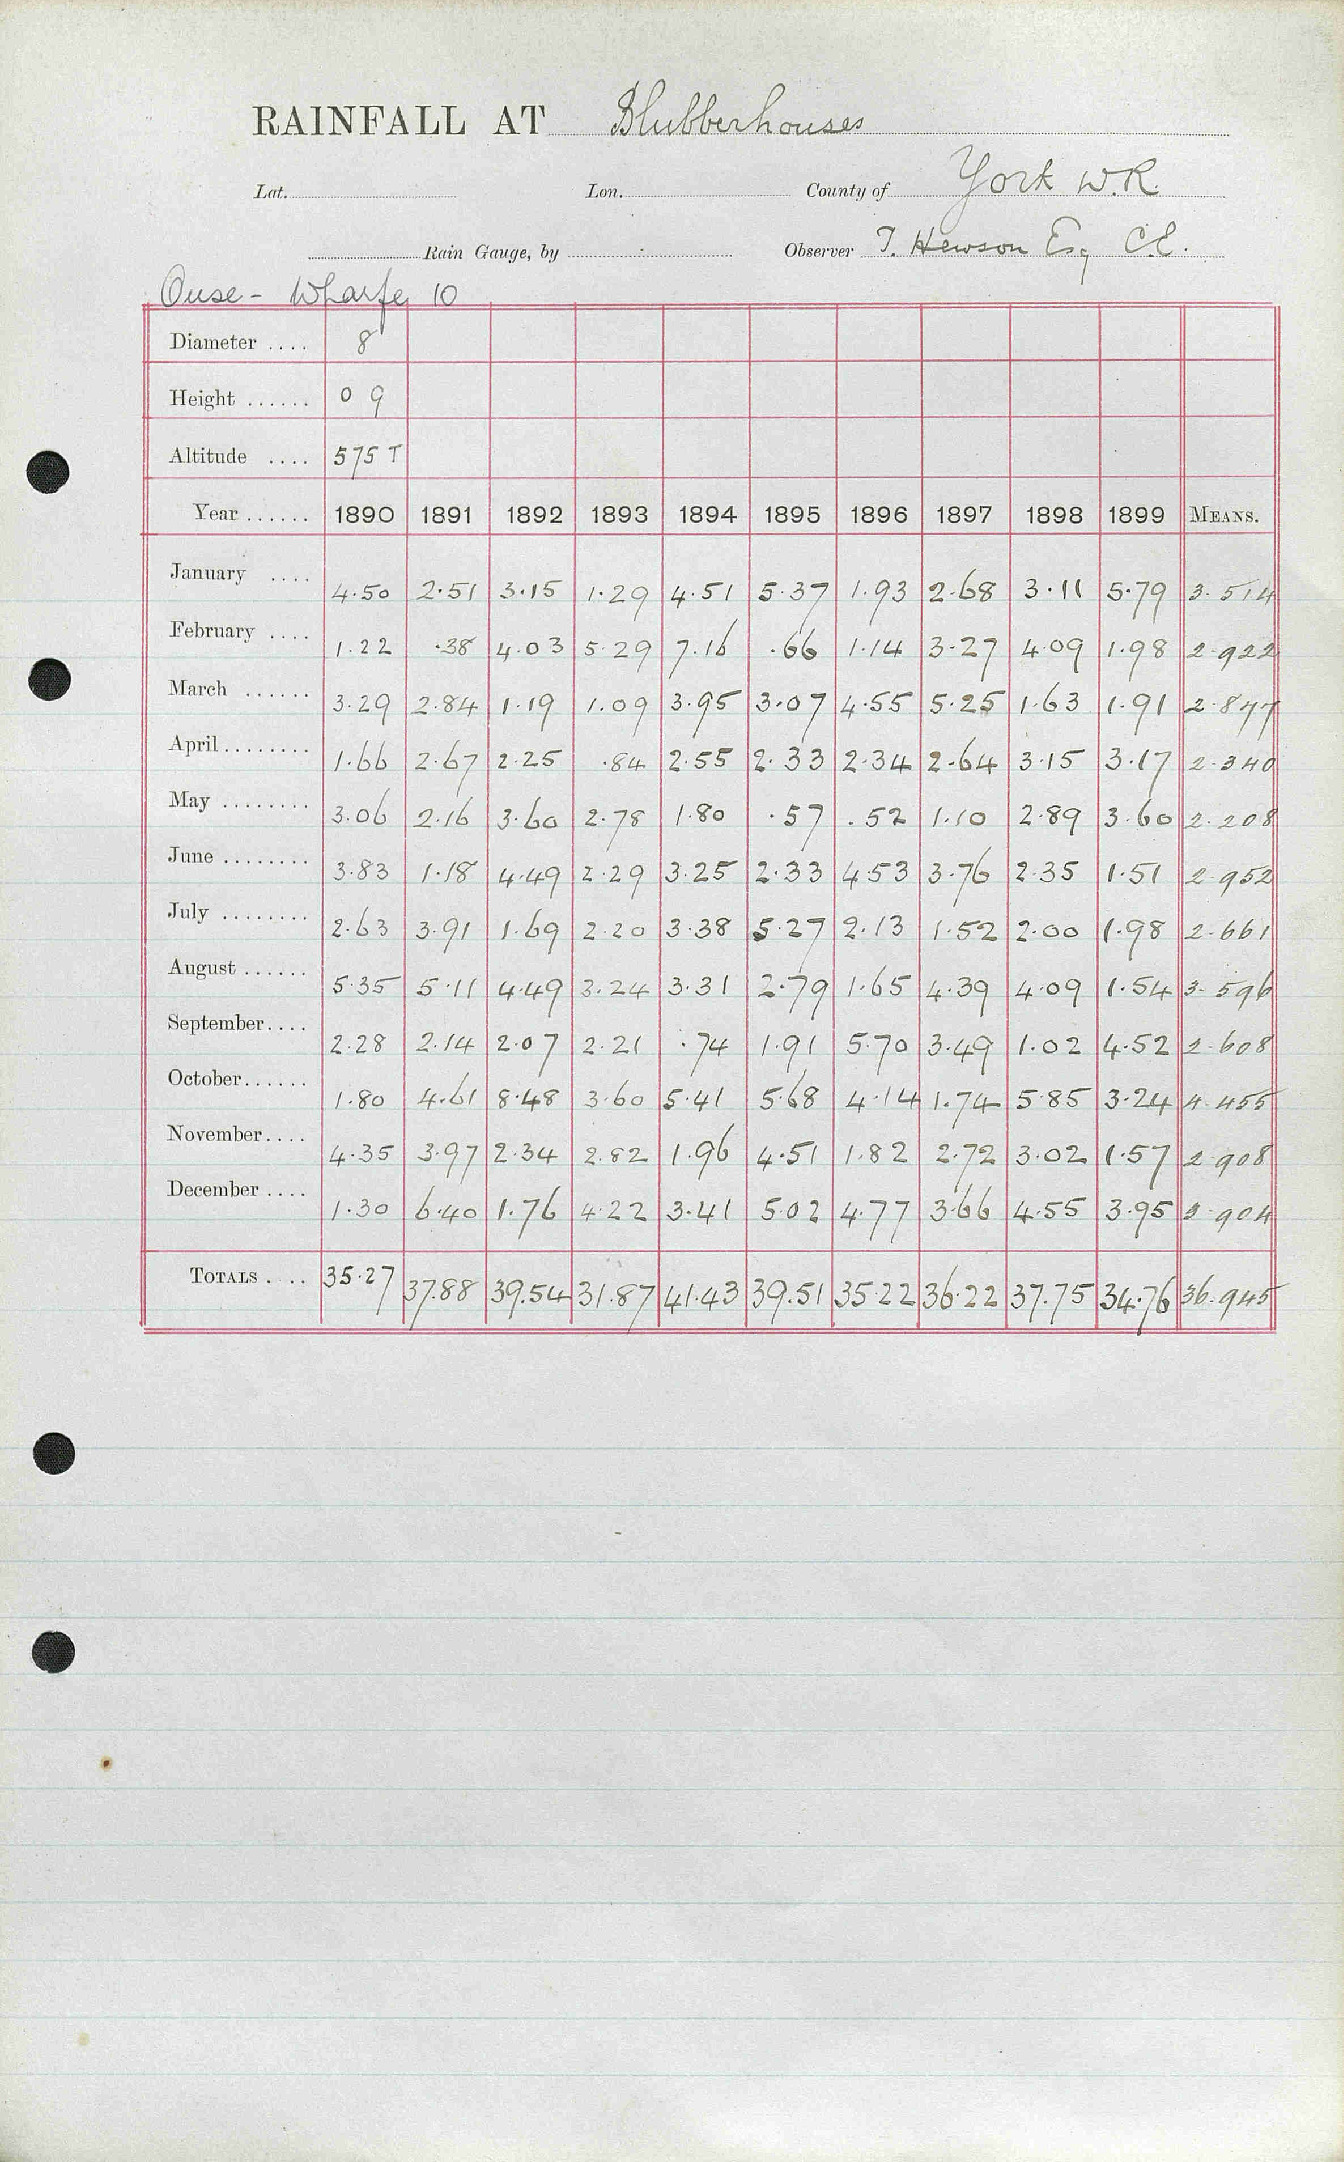 RAINFALL AT Blubberhouses
Lat. Lon. County of York W.R.
Rain Gauge, by Observer T. Hewson Esq C.E.
Ouse - Wharfe 10
Diameter .... 8
Height ...... 0 9
Altitude .... 575 T
Year ...... 1890 1891 1892 1893 1894 1895 1896 1897 1898 1899 MEANS.
January .... 4.50 2.51 3.15 1.29 4.51 5.37 1.93 2.68 3.11 5.79 3.514
February .... 1.22 .38 4.03 5.29 7.16 .66 1.14 3.27 4.09 1.98 2.922
March ...... 3.29 2.84 1.19 1.09 3.95 3.07 4.55 5.25 1.63 1.91 2.877
April ........ 1.66 2.67 2.25 .84 2.55 2.33 2.34 2.64 3.15 3.17 2.340
May ........ 3.06 2.16 3.60 2.78 1.80 .57 .52 1.10 2.89 3.60 2.208
June ........ 3.83 1.18 4.49 2.29 3.25 2.33 4.53 3.76 2.35 1.51 2.952
July ........ 2.63 3.91 1.69 2.20 3.38 5.27 2.13 1.52 2.00 1.98 2.661
August ...... 5.35 5.11 4.49 3.24 3.31 2.79 1.65 4.39 4.09 1.54 3.596
September.... 2.28 2.14 2.07 2.21 .74 1.91 5.70 3.49 1.02 4.52 2.608
October...... 1.80 4.61 8.48 3.60 5.41 5.68 4.14 1.74 5.85 3.24 4.455
November.... 4.35 3.97 2.34 2.82 1.96 4.51 1.82 2.72 3.02 1.57 2.908
December .... 1.30 6.40 1.76 4.22 3.41 5.02 4.77 3.66 4.55 3.95 3.904
TOTALS .... 35.27 37.88 39.54 31.87 41.43 39.51 35.22 36.22 37.75 34.76 36.945